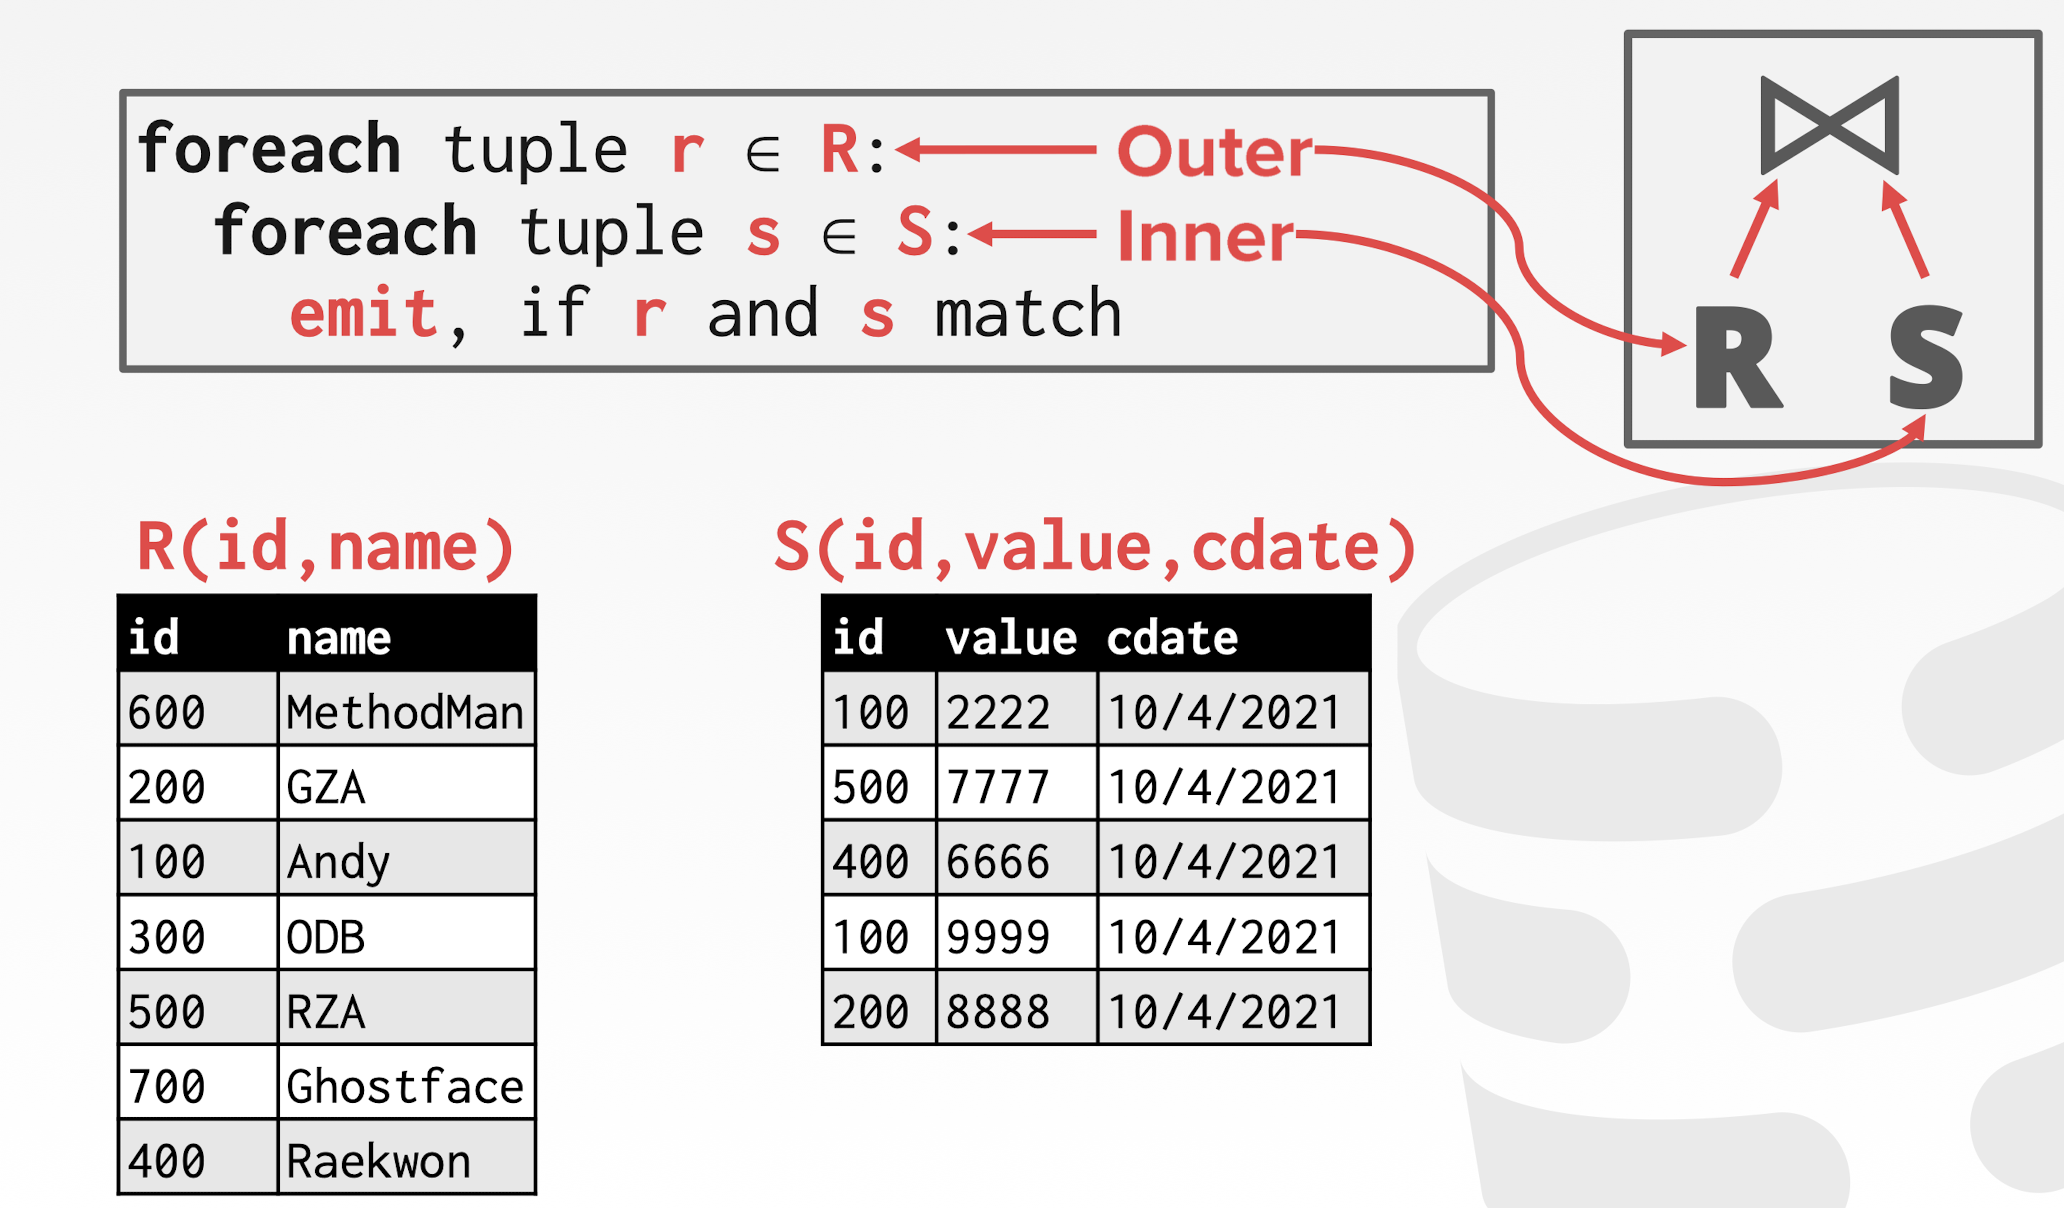 foreach tuple r ∈ R: Outer
foreach tuple s ∈ S: Inner
emit, if r and s match
⋈
R S
R(id,name)
id name
600 MethodMan
200 GZA
100 Andy
300 ODB
500 RZA
700 Ghostface
400 Raekwon
S(id,value,cdate)
id value cdate
100 2222 10/4/2021
500 7777 10/4/2021
400 6666 10/4/2021
100 9999 10/4/2021
200 8888 10/4/2021